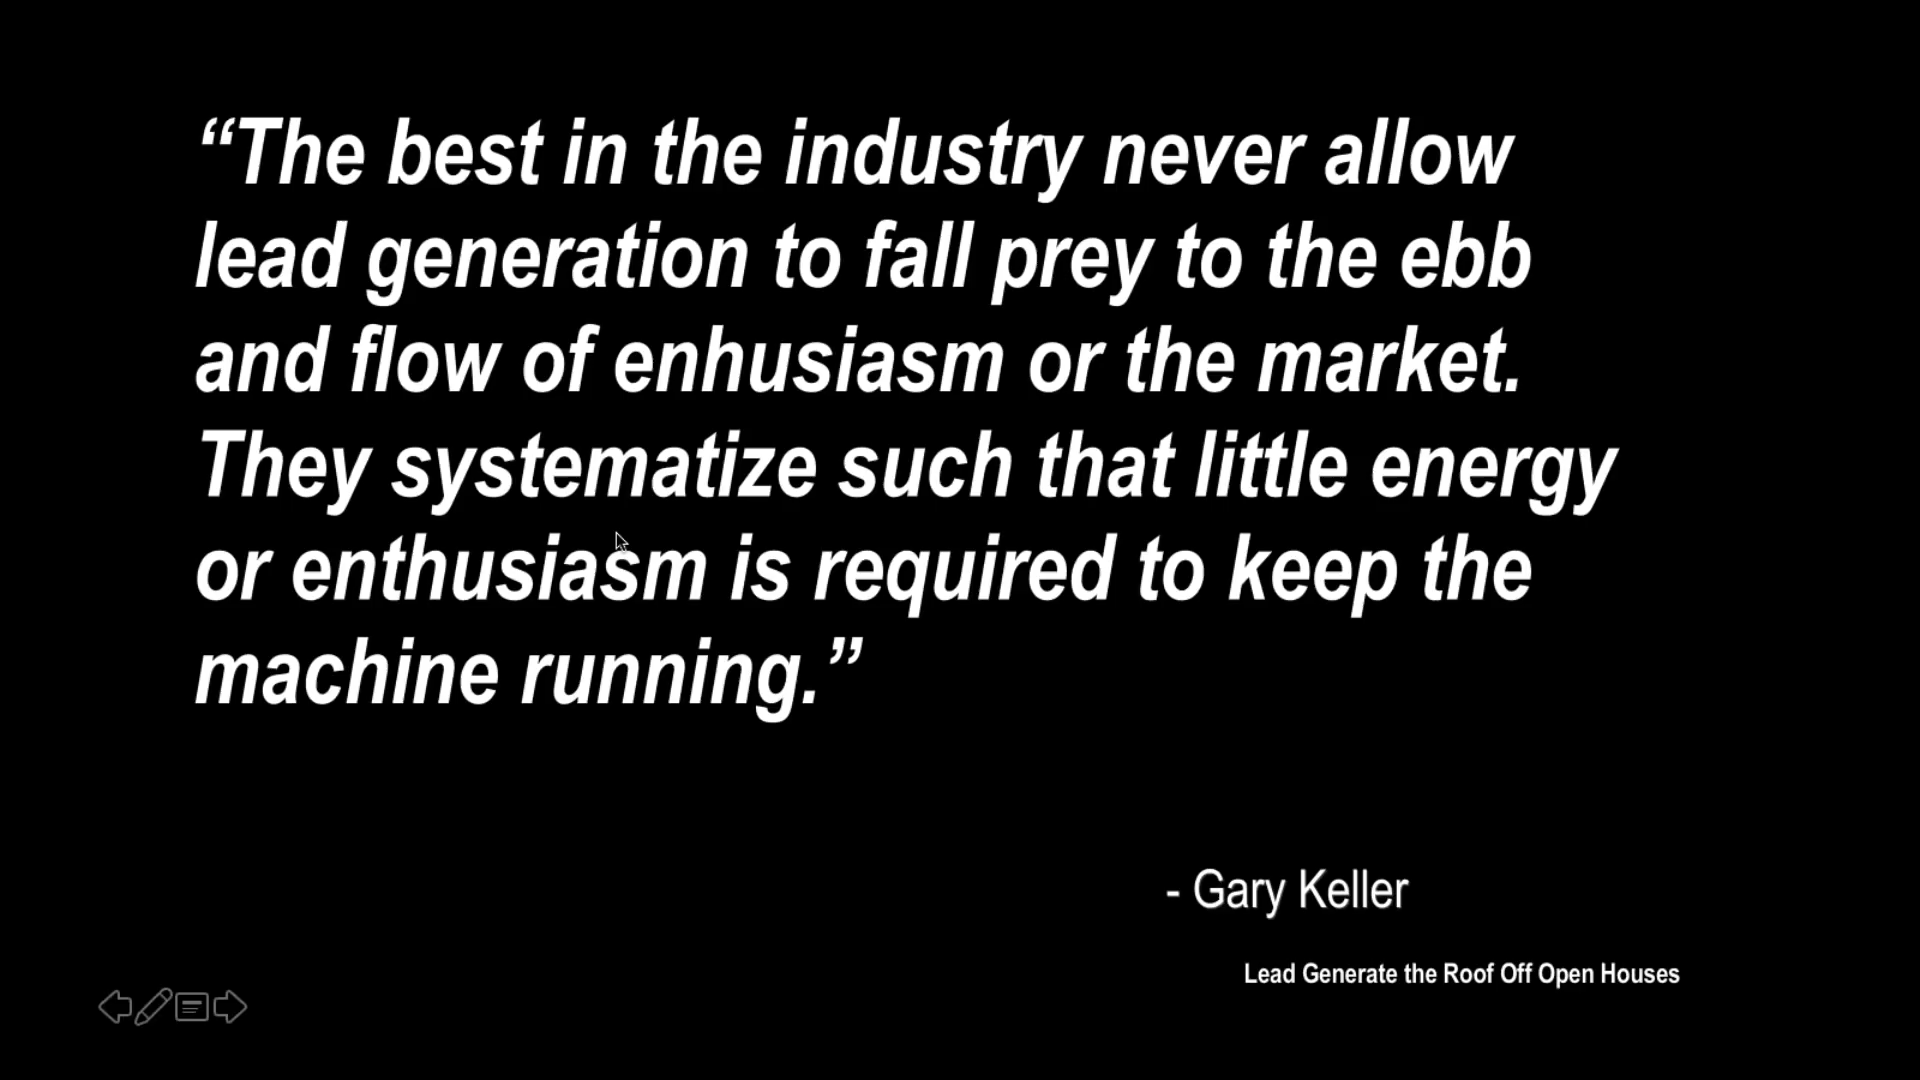 “The best in the industry never allow
lead generation to fall prey to the ebb
and flow of enhusiasm or the market.
They systematize such that little energy
or enthusiasm is required to keep the
machine running.”
- Gary Keller
Lead Generate the Roof Off Open Houses